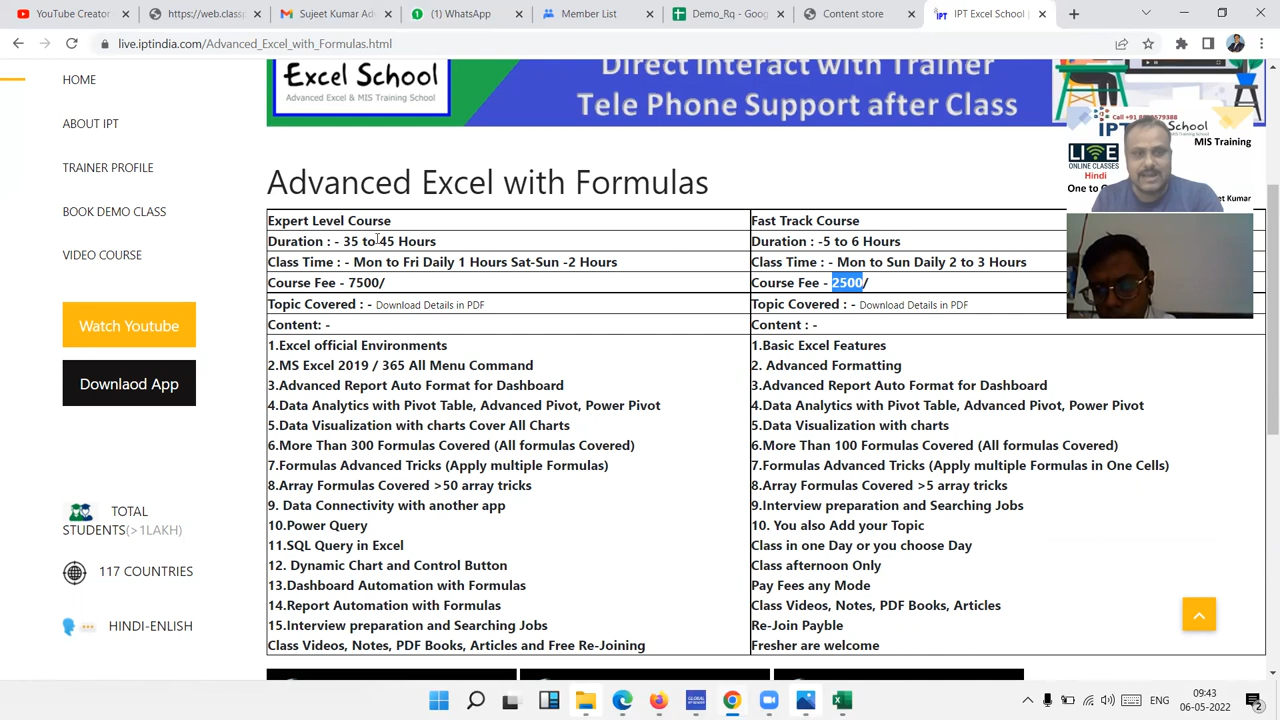 YouTube Creator
https://web.class
Sujeet Kumar Ad
(1) WhatsApp
Member List
Demo_Rq - Goog
Content store
IPT Excel School |
live.iptindia.com/Advanced_Excel_with_Formulas.html
HOME
ABOUT IPT
TRAINER PROFILE
BOOK DEMO CLASS
VIDEO COURSE
Watch Youtube
Downlaod App
TOTAL
STUDENTS(>1LAKH)
117 COUNTRIES
HINDI-ENLISH
Excel School
Advanced Excel & MIS Training School
Direct Interact with Trainer
Tele Phone Support after Class
Advanced Excel with Formulas
Expert Level Course
Duration : - 35 to 45 Hours
Class Time : - Mon to Fri Daily 1 Hours Sat-Sun -2 Hours
Course Fee - 7500/
Topic Covered : - Download Details in PDF
Content: -
1.Excel official Environments
2.MS Excel 2019 / 365 All Menu Command
3.Advanced Report Auto Format for Dashboard
4.Data Analytics with Pivot Table, Advanced Pivot, Power Pivot
5.Data Visualization with charts Cover All Charts
6.More Than 300 Formulas Covered (All formulas Covered)
7.Formulas Advanced Tricks (Apply multiple Formulas)
8.Array Formulas Covered >50 array tricks
9. Data Connectivity with another app
10.Power Query
11.SQL Query in Excel
12. Dynamic Chart and Control Button
13.Dashboard Automation with Formulas
14.Report Automation with Formulas
15.Interview preparation and Searching Jobs
Class Videos, Notes, PDF Books, Articles and Free Re-Joining
Fast Track Course
Duration : -5 to 6 Hours
Class Time : - Mon to Sun Daily 2 to 3 Hours
Course Fee - 2500/
Topic Covered : - Download Details in PDF
Content : -
1.Basic Excel Features
2. Advanced Formatting
3.Advanced Report Auto Format for Dashboard
4.Data Analytics with Pivot Table, Advanced Pivot, Power Pivot
5.Data Visualization with charts
6.More Than 100 Formulas Covered (All formulas Covered)
7.Formulas Advanced Tricks (Apply multiple Formulas in One Cells)
8.Array Formulas Covered >5 array tricks
9.Interview preparation and Searching Jobs
10. You also Add your Topic
Class in one Day or you choose Day
Class afternoon Only
Pay Fees any Mode
Class Videos, Notes, PDF Books, Articles
Re-Join Payble
Fresher are welcome
Call +91
IPT School
MIS Training
LIVE
ONLINE CLASSES
Hindi
One to
Kumar
ENG
09:43
06-05-2022
2